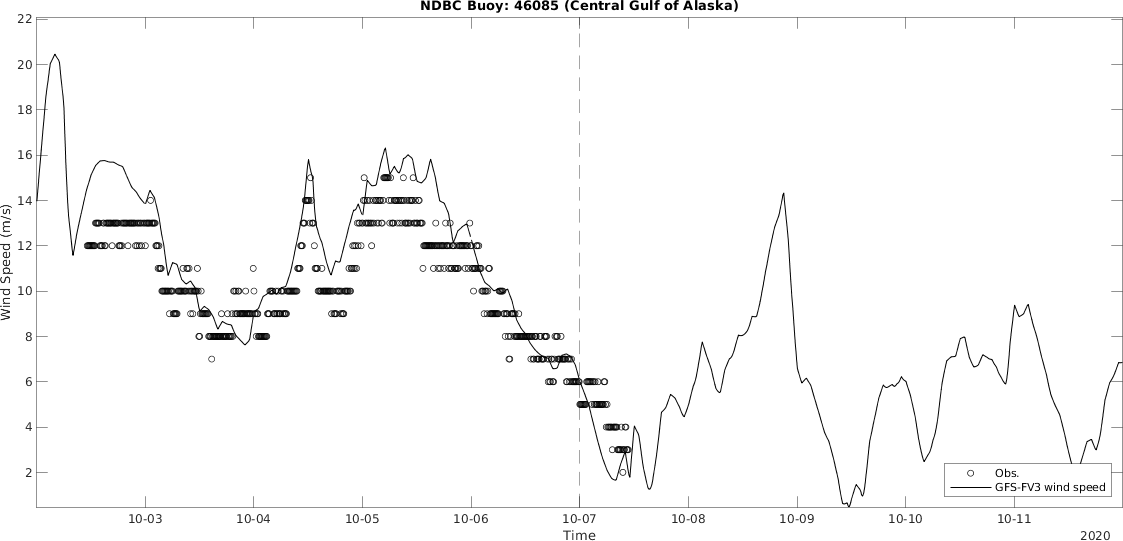 NDBC Buoy: 46085 (Central Gulf of Alaska)
22
20
18
16
14
12
10
8
6
4
2
Wind Speed (m/s)
Obs.
GFS-FV3 wind speed
10-03 10-04 10-05 10-06 10-07 10-08 10-09 10-10 10-11
Time
2020